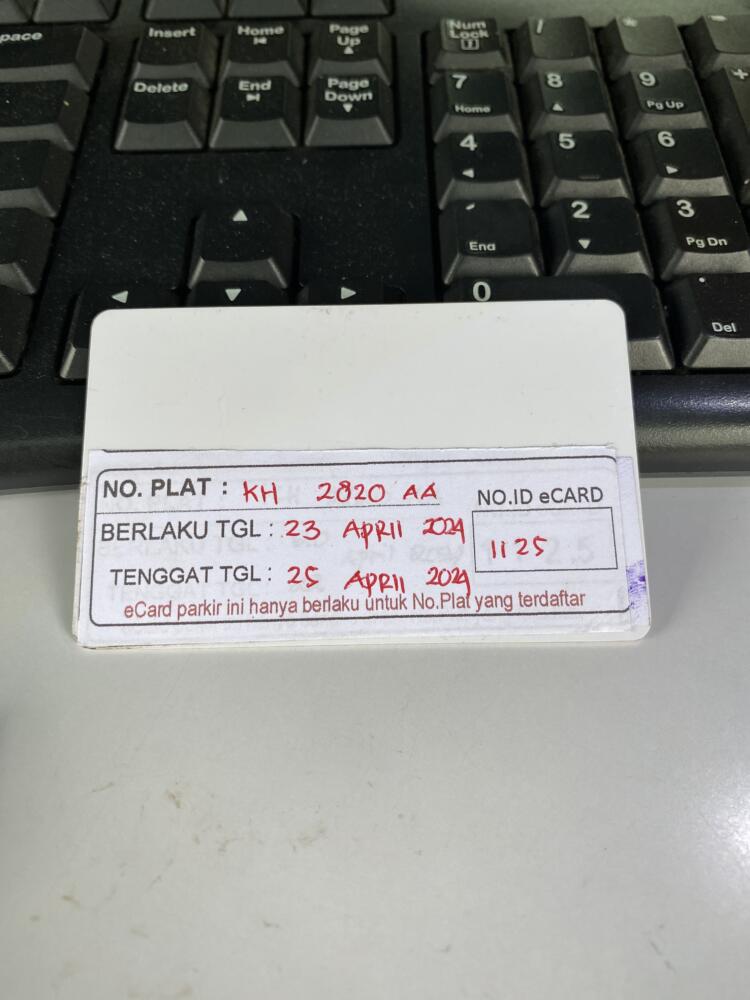 pace Insert Home Page Up Num Lock / *
Delete End Page Down 7 Home 8 9 Pg Up +
4 5 6
End 2 3 Pg Dn
0 Del
NO. PLAT : KH 2820 AA
NO.ID eCARD
BERLAKU TGL : 23 APRIL 2024
1125
TENGGAT TGL : 25 APRIL 2024
eCard parkir ini hanya berlaku untuk No.Plat yang terdaftar